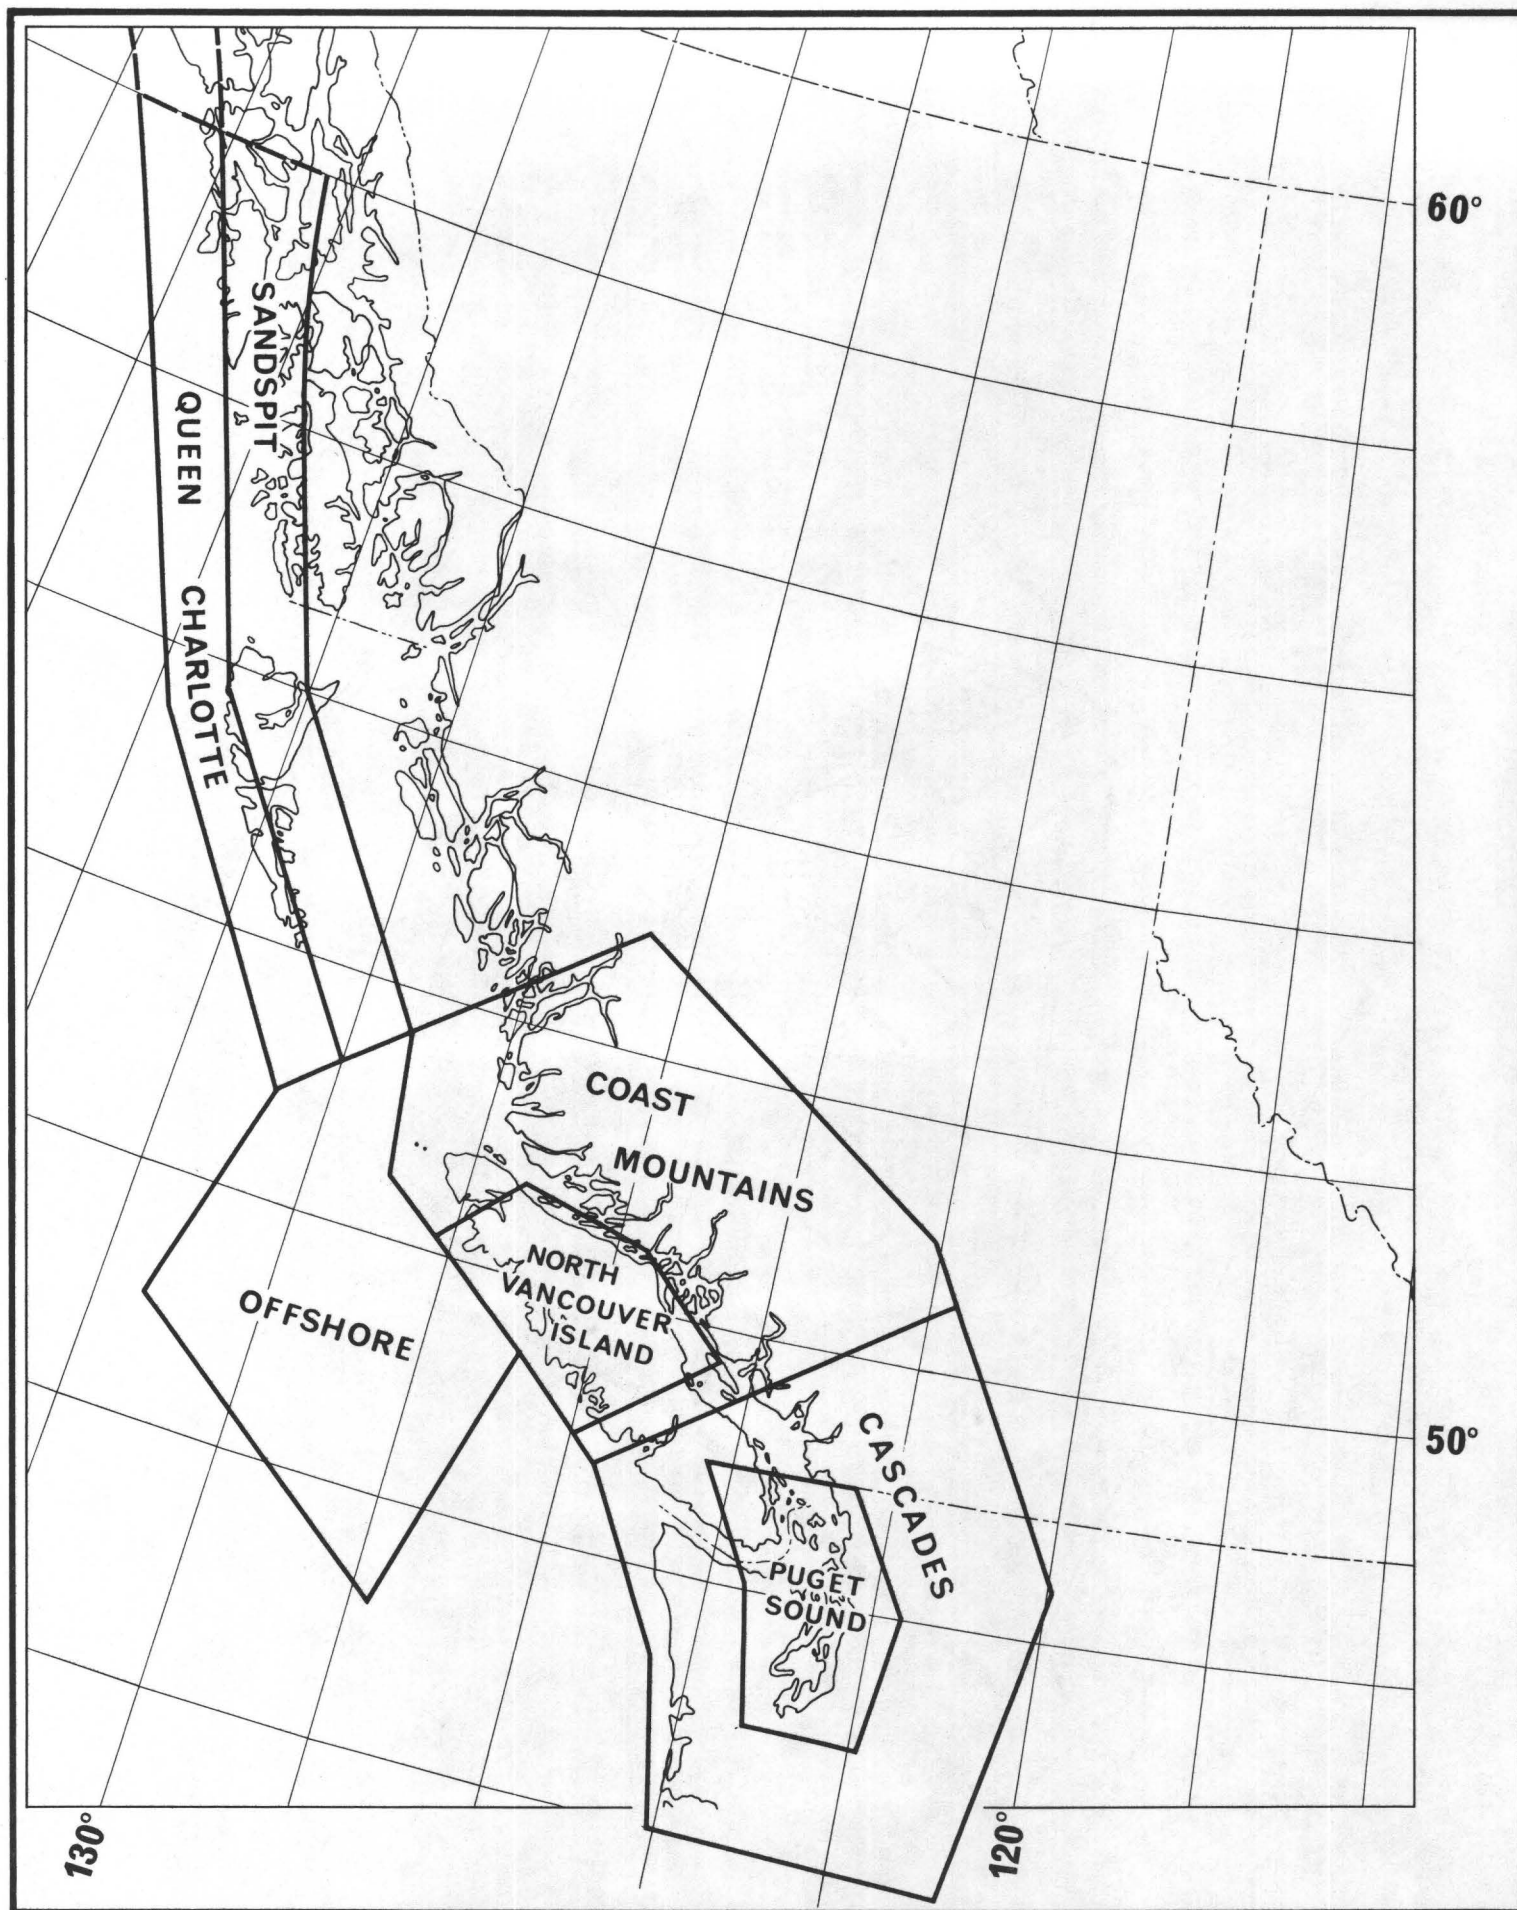 60°
SANDSPIT
QUEEN CHARLOTTE
COAST
MOUNTAINS
NORTH
VANCOUVER
ISLAND
OFFSHORE
50°
CASCADES
PUGET
SOUND
130°
120°